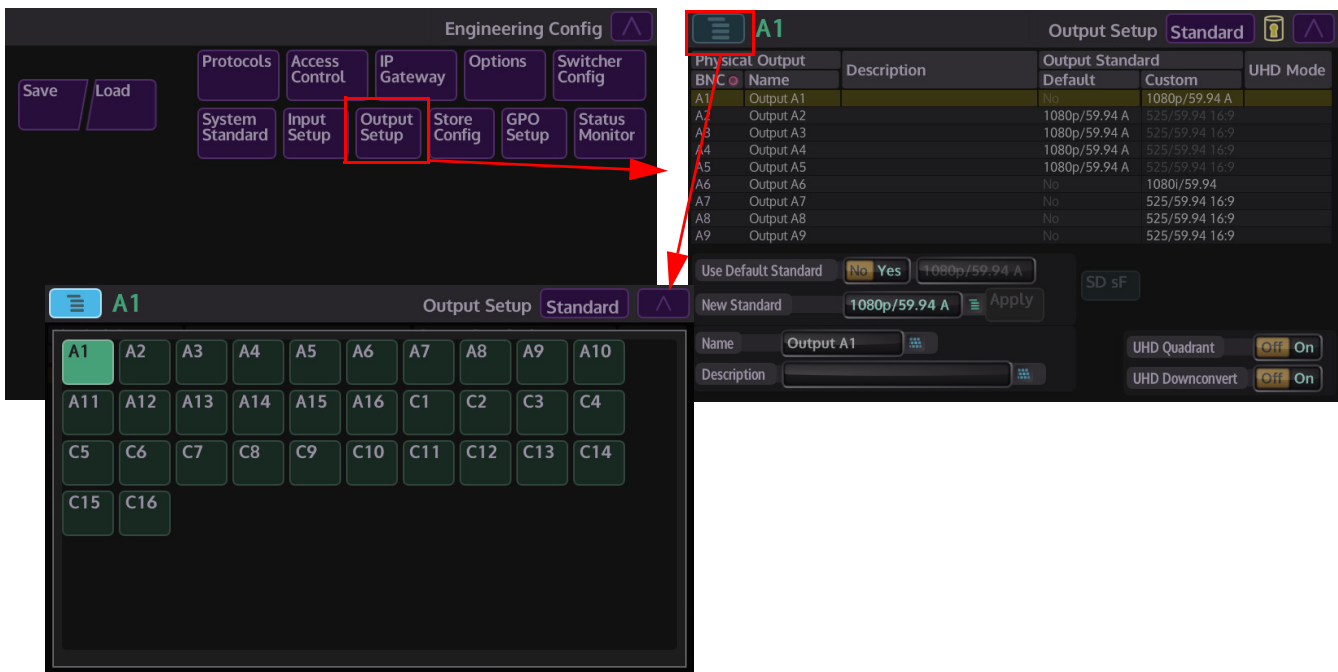 Engineering Config
Save
Load
Protocols
Access Control
IP Gateway
Options
Switcher Config
System Standard
Input Setup
Output Setup
Store Config
GPO Setup
Status Monitor
A1
Output Setup Standard
Physical Output Description Output Standard UHD Mode
BNC Name Default Custom
A1 Output A1 No 1080p/59.94 A
A2 Output A2 1080p/59.94 A 525/59.94 16:9
A3 Output A3 1080p/59.94 A 525/59.94 16:9
A4 Output A4 1080p/59.94 A 525/59.94 16:9
A5 Output A5 1080p/59.94 A 525/59.94 16:9
A6 Output A6 No 1080i/59.94
A7 Output A7 No 525/59.94 16:9
A8 Output A8 No 525/59.94 16:9
A9 Output A9 No 525/59.94 16:9
Use Default Standard No Yes 1080p/59.94 A
SD sF
New Standard 1080p/59.94 A Apply
Name Output A1
Description
UHD Quadrant Off On
UHD Downconvert Off On
A1 Output Setup Standard
A1 A2 A3 A4 A5 A6 A7 A8 A9 A10
A11 A12 A13 A14 A15 A16 C1 C2 C3 C4
C5 C6 C7 C8 C9 C10 C11 C12 C13 C14
C15 C16